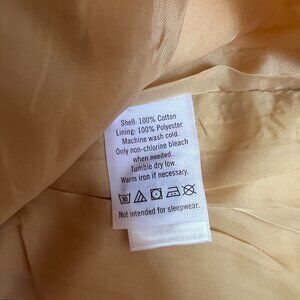 Shell: 100% Cotton
Lining: 100% Polyester
Machine wash cold.
Only non-chlorine bleach
when needed.
Tumble dry low.
Warm iron if necessary.
Not intended for sleepwear.